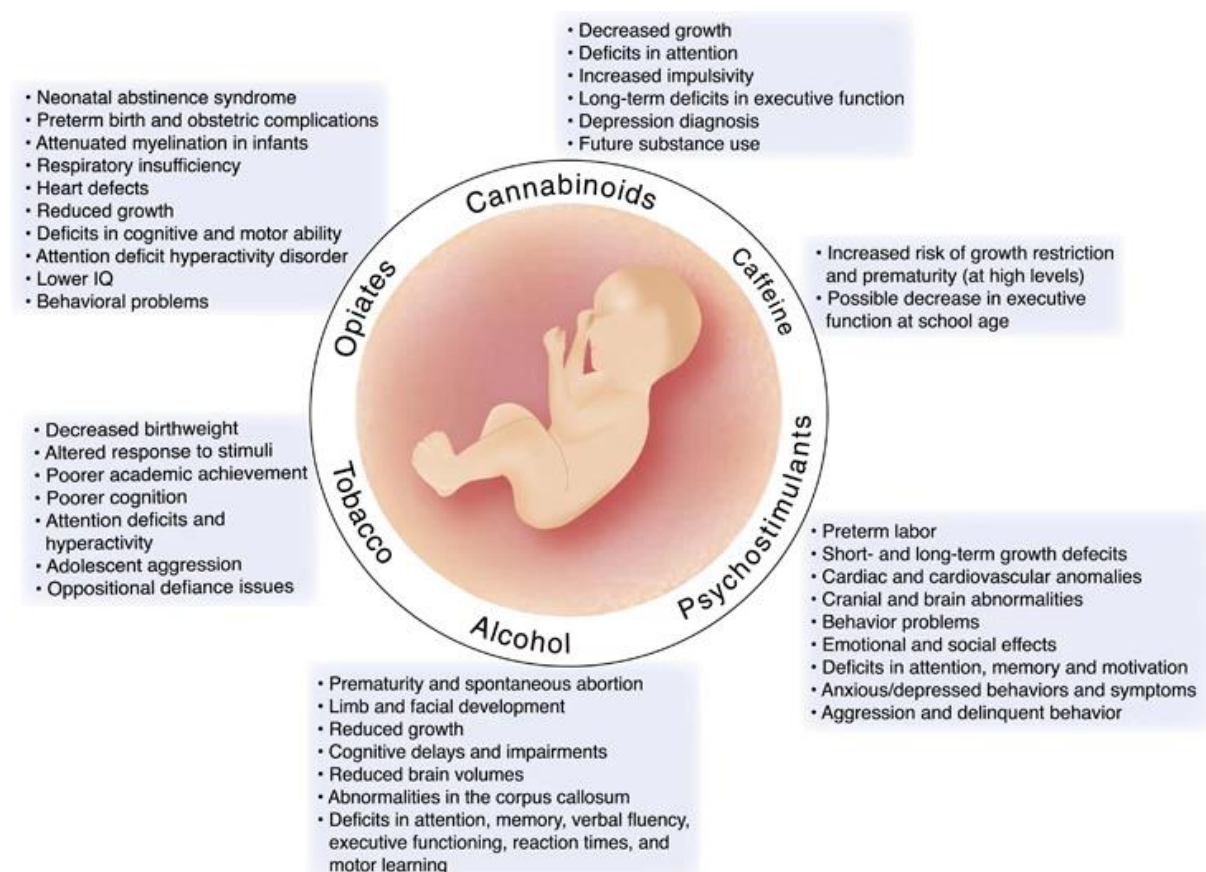 • Decreased growth
• Deficits in attention
• Increased impulsivity
• Long-term deficits in executive function
• Depression diagnosis
• Future substance use
• Neonatal abstinence syndrome
• Preterm birth and obstetric complications
• Attenuated myelination in infants
• Respiratory insufficiency
• Heart defects
• Reduced growth
• Deficits in cognitive and motor ability
• Attention deficit hyperactivity disorder
• Lower IQ
• Behavioral problems
Cannabinoids
Opiates
Caffeine
• Increased risk of growth restriction
and prematurity (at high levels)
• Possible decrease in executive
function at school age
• Decreased birthweight
• Altered response to stimuli
• Poorer academic achievement
• Poorer cognition
• Attention deficits and
hyperactivity
• Adolescent aggression
• Oppositional defiance issues
Tobacco
Psychostimulants
• Preterm labor
• Short- and long-term growth defecits
• Cardiac and cardiovascular anomalies
• Cranial and brain abnormalities
• Behavior problems
• Emotional and social effects
• Deficits in attention, memory and motivation
• Anxious/depressed behaviors and symptoms
• Aggression and delinquent behavior
Alcohol
• Prematurity and spontaneous abortion
• Limb and facial development
• Reduced growth
• Cognitive delays and impairments
• Reduced brain volumes
• Abnormalities in the corpus callosum
• Deficits in attention, memory, verbal fluency,
executive functioning, reaction times, and
motor learning